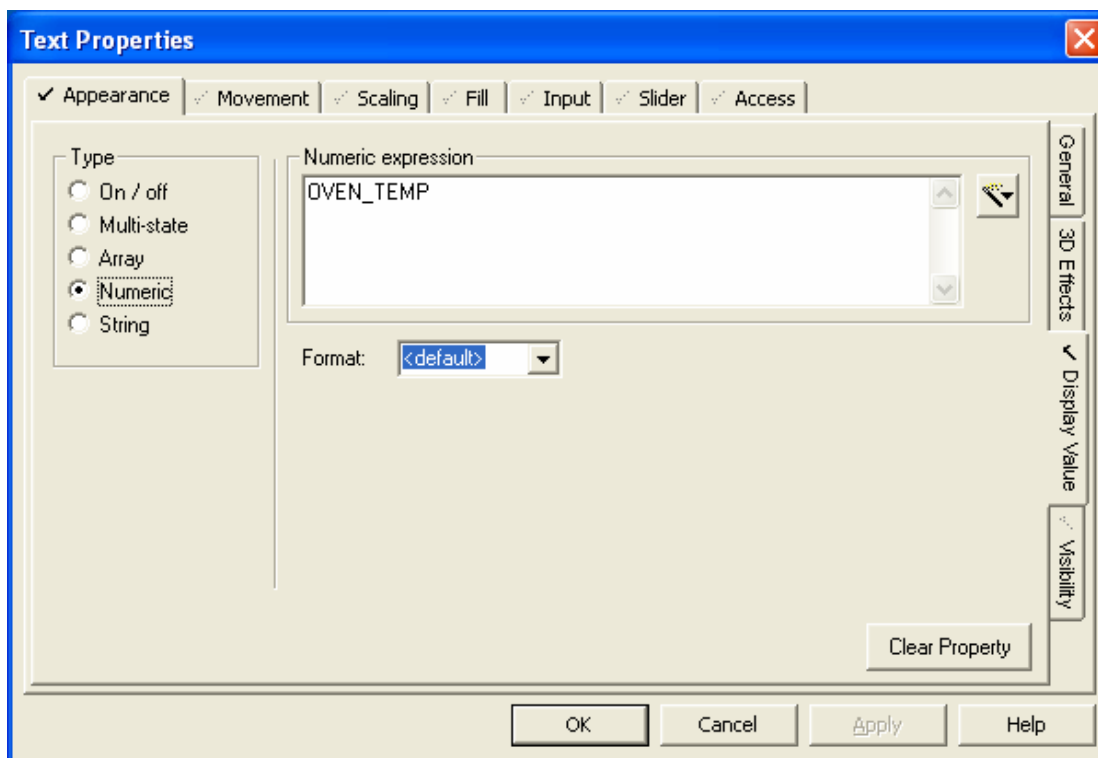 Text Properties
Appearance
Movement
Scaling
Fill
Input
Slider
Access
Type
On / off
Multi-state
Array
Numeric
String
Numeric expression
OVEN_TEMP
Format:
<default>
General
3D Effects
Display Value
Visibility
Clear Property
OK
Cancel
Apply
Help